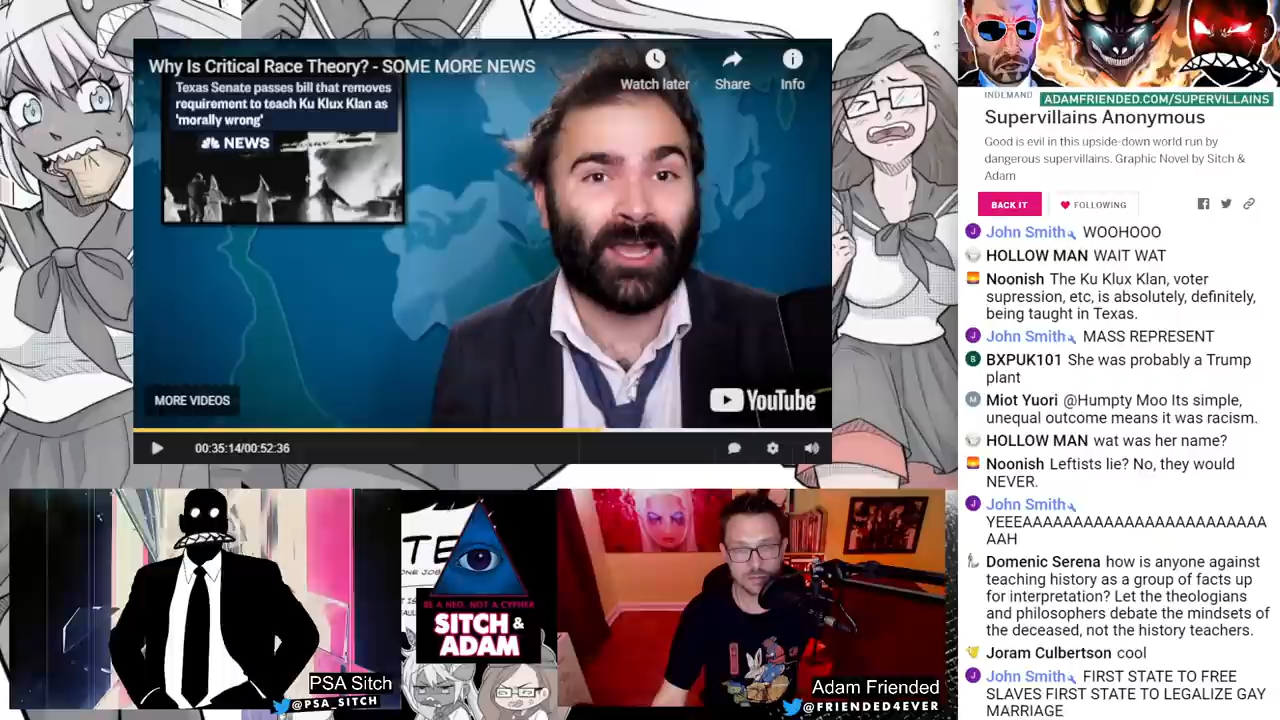 Why Is Critical Race Theory? - SOME MORE NEWS
Watch later
Share
Info
Texas Senate passes bill that removes
requirement to teach Ku Klux Klan as
'morally wrong'
NEWS
MORE VIDEOS
YouTube
00:35:14/00:52:36
PSA Sitch
@PSA_SITCH
BE A NEO, NOT A CYPHER
SITCH &
ADAM
Adam Friended
@FRIENDED4EVER
INDEMAND
ADAMFRIENDED.COM/SUPERVILLAINS
Supervillains Anonymous
Good is evil in this upside-down world run by
dangerous supervillains. Graphic Novel by Sitch &
Adam
BACK IT
FOLLOWING
John Smith WOOHOOO
HOLLOW MAN WAIT WAT
Noonish The Ku Klux Klan, voter
supression, etc, is absolutely, definitely,
being taught in Texas.
John Smith MASS REPRESENT
BXPUK101 She was probably a Trump
plant
Miot Yuori @Humpty Moo Its simple,
unequal outcome means it was racism.
HOLLOW MAN wat was her name?
Noonish Leftists lie? No, they would
NEVER.
John Smith
YEEEAAAAAAAAAAAAAAAAAAAAAAAA
AAH
Domenic Serena how is anyone against
teaching history as a group of facts up
for interpretation? Let the theologians
and philosophers debate the mindsets of
the deceased, not the history teachers.
Joram Culbertson cool
John Smith FIRST STATE TO FREE
SLAVES FIRST STATE TO LEGALIZE GAY
MARRIAGE